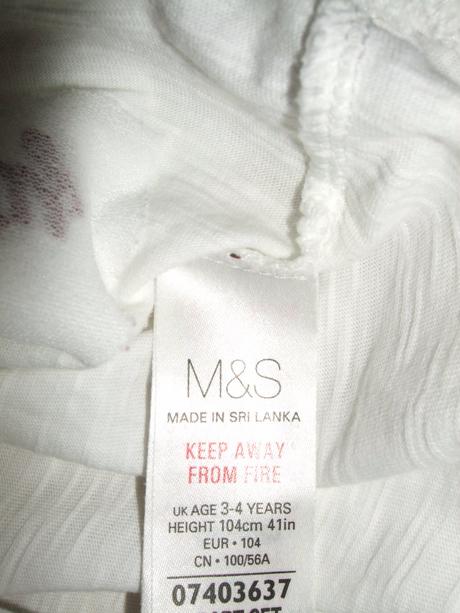 M&S
MADE IN SRI LANKA
KEEP AWAY
FROM FIRE
UK AGE 3-4 YEARS
HEIGHT 104cm 41in
EUR • 104
CN • 100/56A
07403637